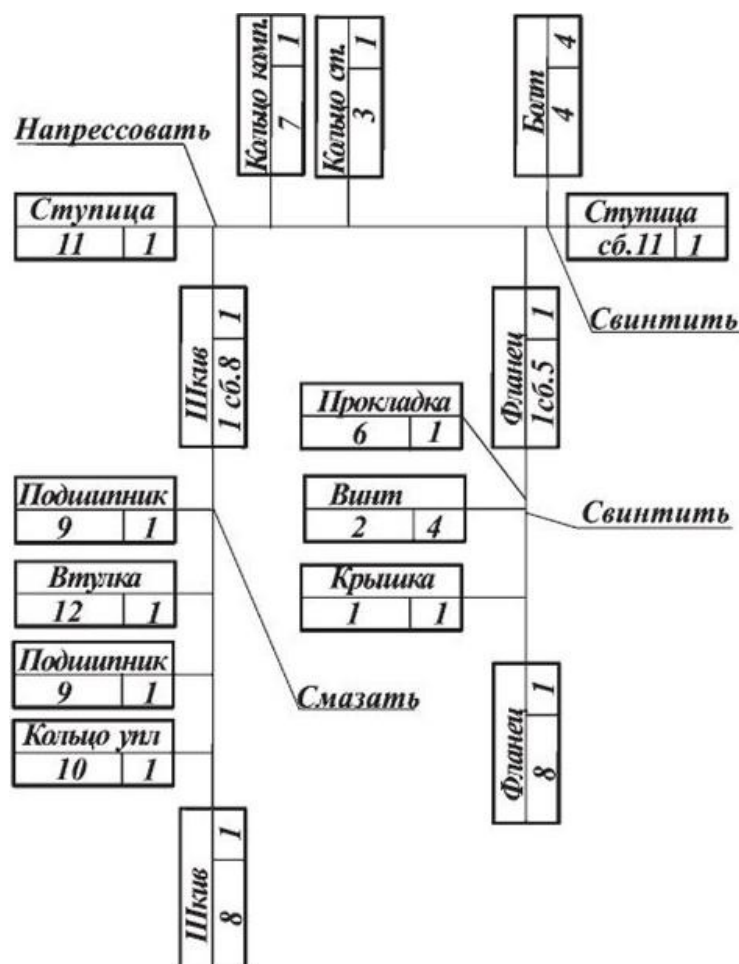 Кольцо комп.
7 1
Кольцо ст.
3 1
Болт
4 4
Напрессовать
Ступица
11 1
Ступица
сб.11 1
Свинтить
Шкив
1 сб.8 1
Фланец
1сб.5 1
Прокладка
6 1
Подшипник
9 1
Винт
2 4
Свинтить
Втулка
12 1
Крышка
1 1
Подшипник
9 1
Смазать
Кольцо упл
10 1
Фланец
8 1
Шкив
8 1